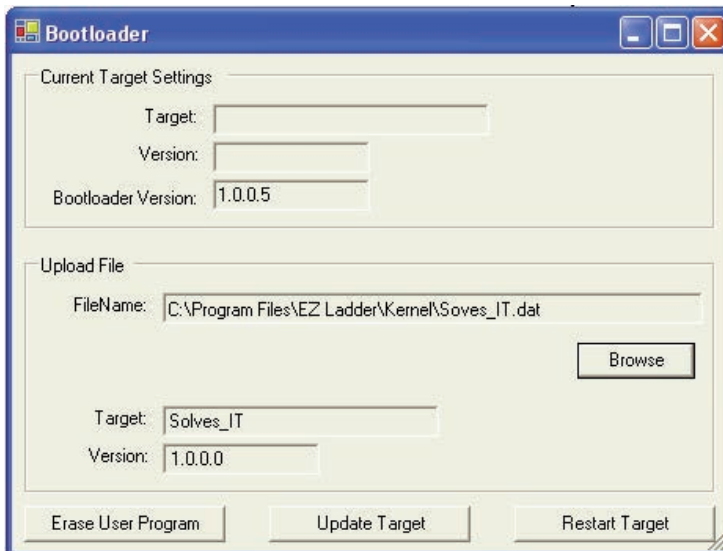 Bootloader
Current Target Settings
Target:
Version:
Bootloader Version: 1.0.0.5
Upload File
FileName: C:\Program Files\EZ Ladder\Kernel\Soves_IT.dat
Browse
Target: Solves_IT
Version: 1.0.0.0
Erase User Program Update Target Restart Target